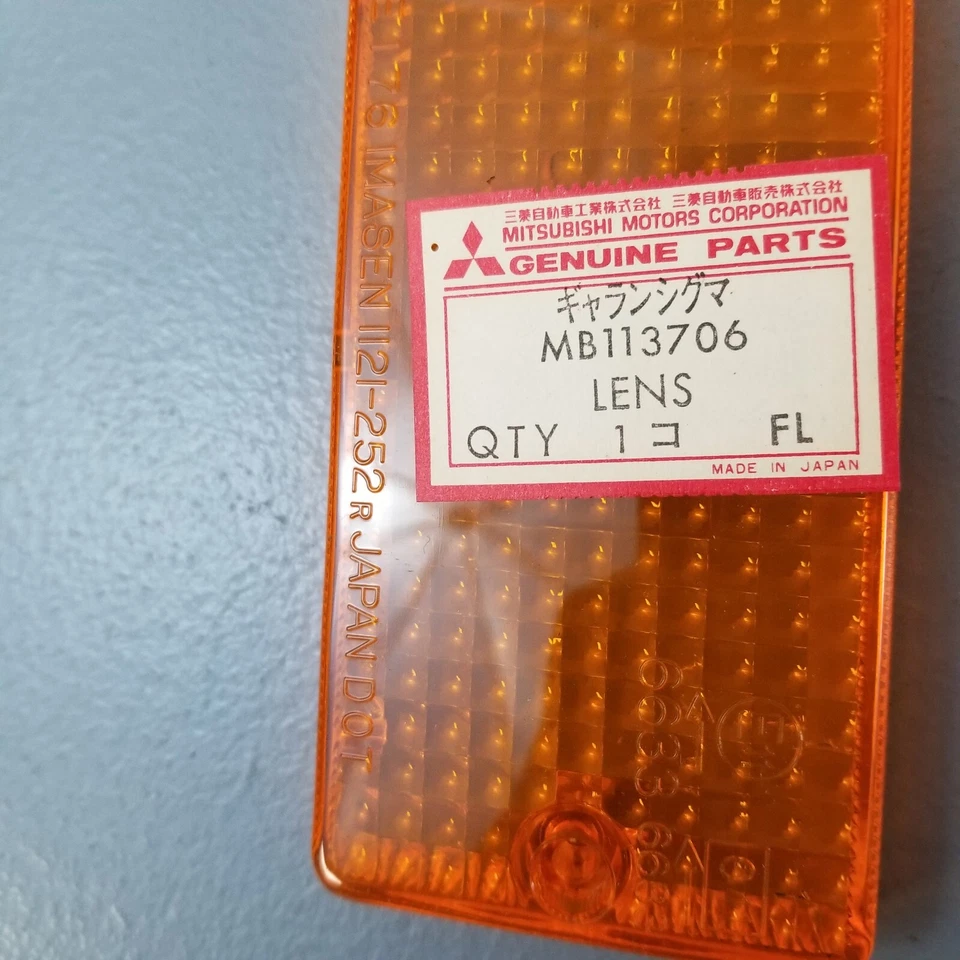 三菱自動車工業株式会社 三菱自動車販売株式会社
MITSUBISHI MOTORS CORPORATION
GENUINE PARTS
ギャランシグマ
MB113706
LENS
QTY 1コ FL
MADE IN JAPAN
I76 IMASEN 1121-252R JAPAN DOT